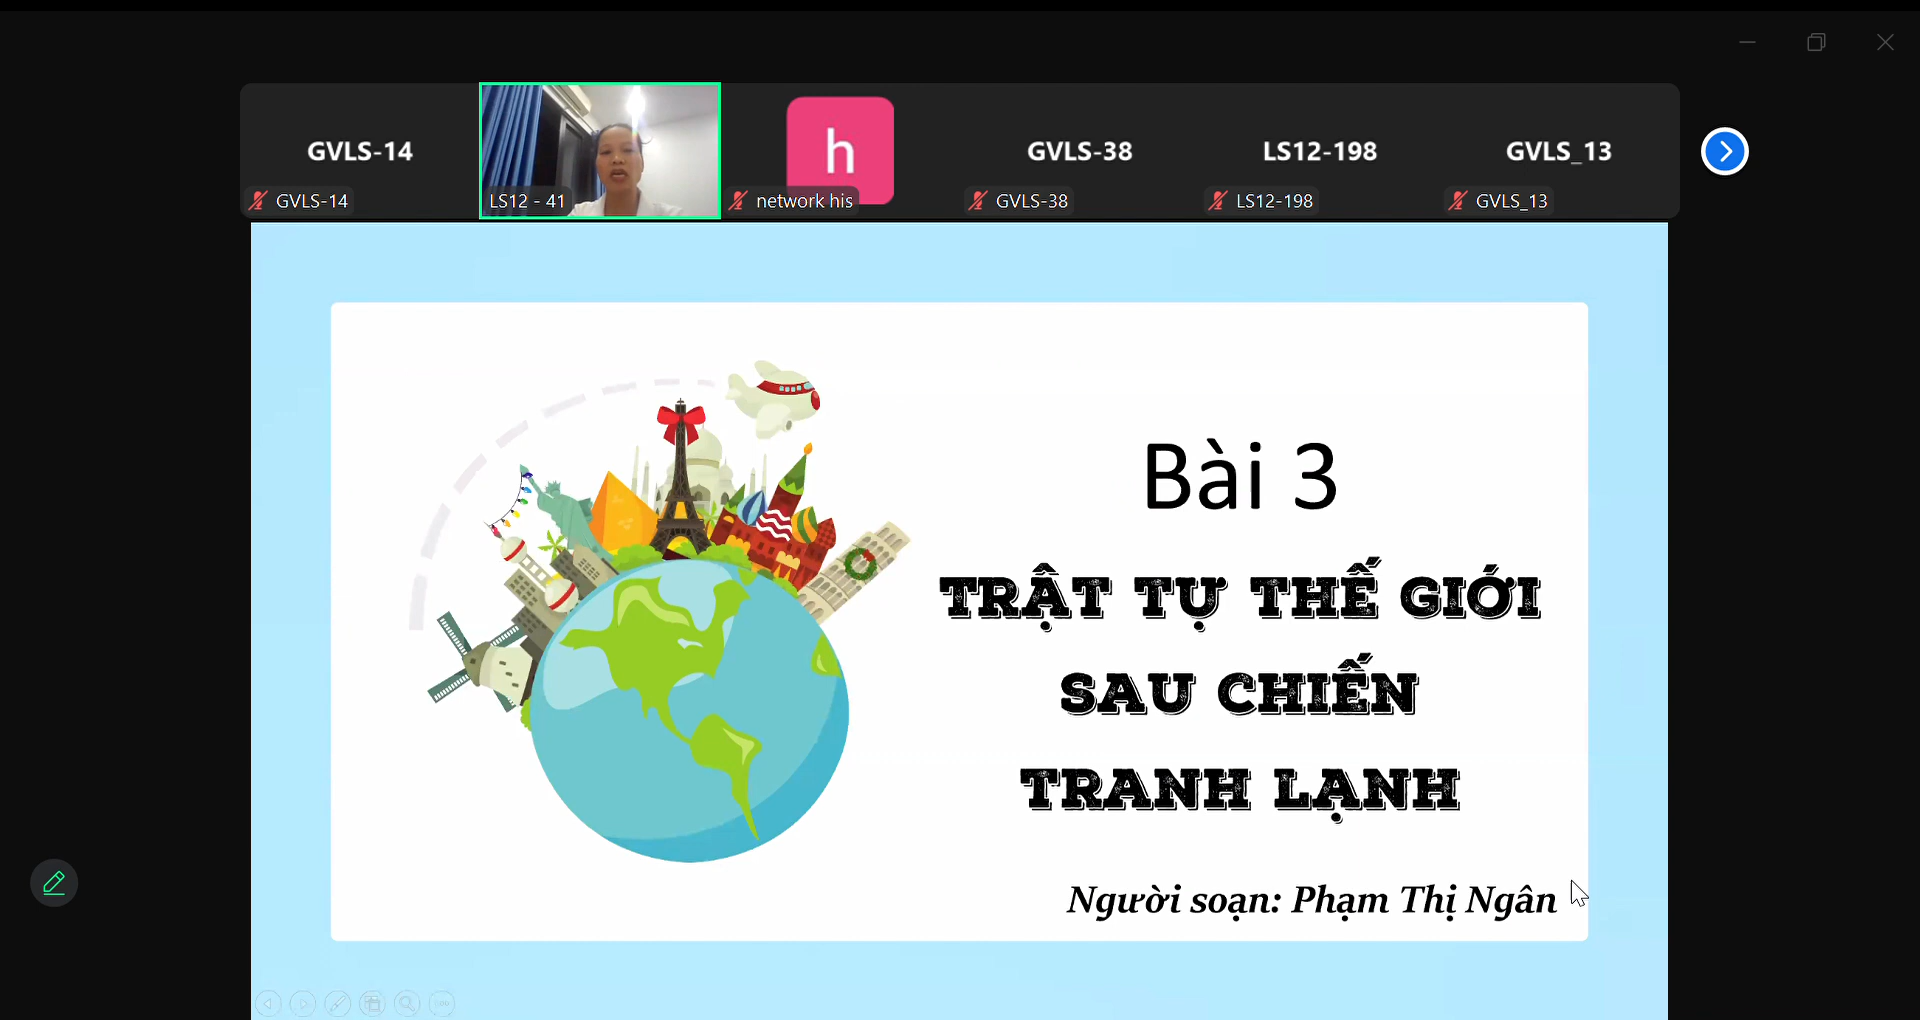 GVLS-14
GVLS-14
LS12 - 41
h
network his
GVLS-38
GVLS-38
LS12-198
LS12-198
GVLS_13
GVLS_13
Bài 3
TRẬT TỰ THẾ GIỚI
SAU CHIẾN
TRANH LẠNH
Người soạn: Phạm Thị Ngân